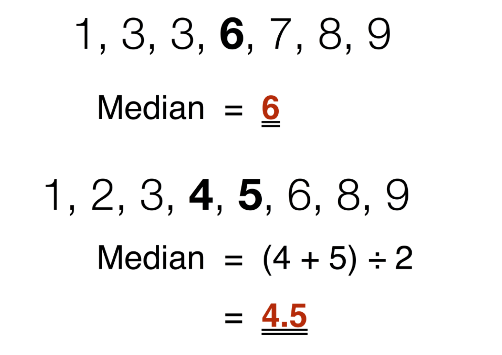 1, 3, 3, 6, 7, 8, 9
Median = 6
1, 2, 3, 4, 5, 6, 8, 9
Median = (4 + 5) ÷ 2
= 4.5